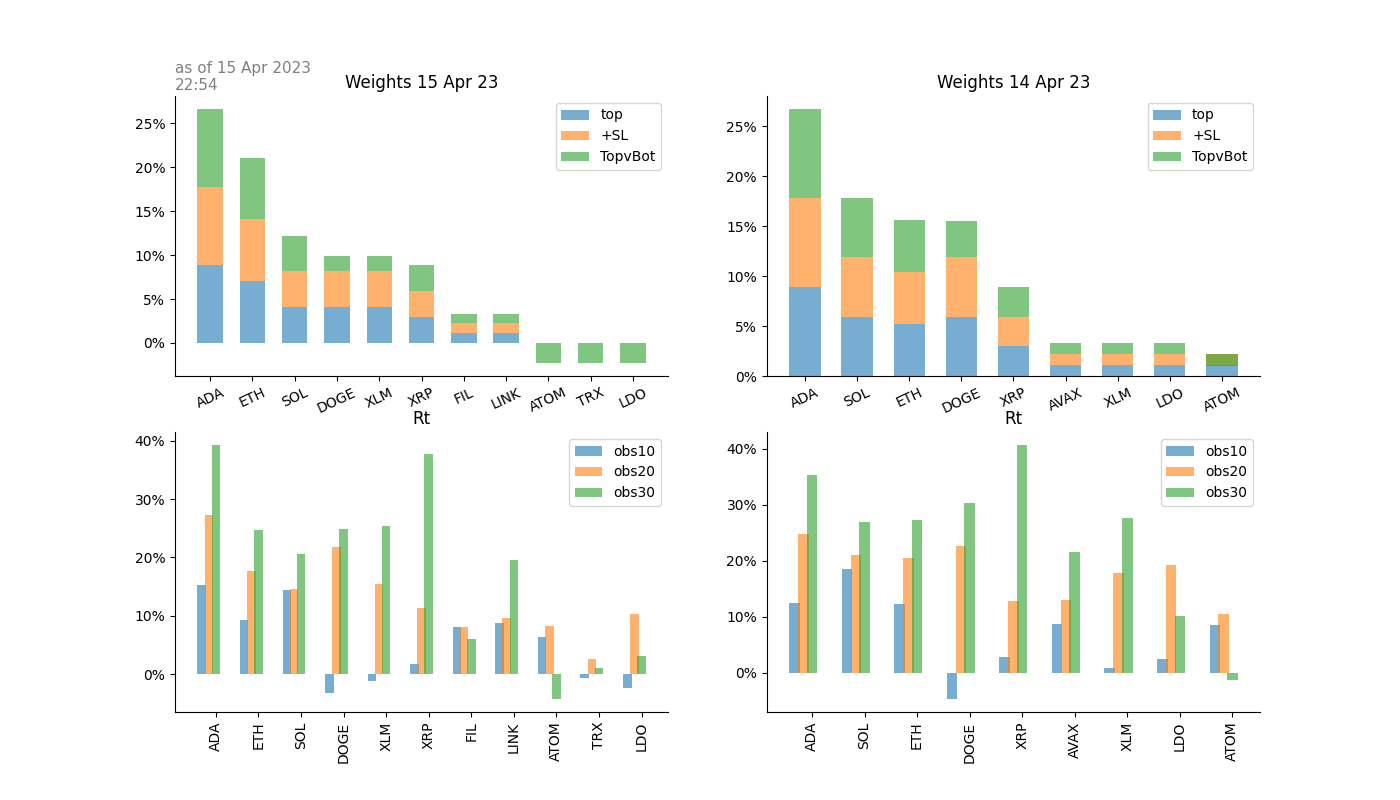 as of 15 Apr 2023
22:54
Weights 15 Apr 23
25%
20%
15%
10%
5%
0%
top
+SL
TopvBot
ADA ETH SOL DOGE XLM XRP FIL LINK ATOM TRX LDO
Weights 14 Apr 23
25%
20%
15%
10%
5%
0%
top
+SL
TopvBot
ADA SOL ETH DOGE XRP AVAX XLM LDO ATOM
Rt
40%
30%
20%
10%
0%
obs10
obs20
obs30
ADA ETH SOL DOGE XLM XRP FIL LINK ATOM TRX LDO
Rt
40%
30%
20%
10%
0%
obs10
obs20
obs30
ADA SOL ETH DOGE XRP AVAX XLM LDO ATOM